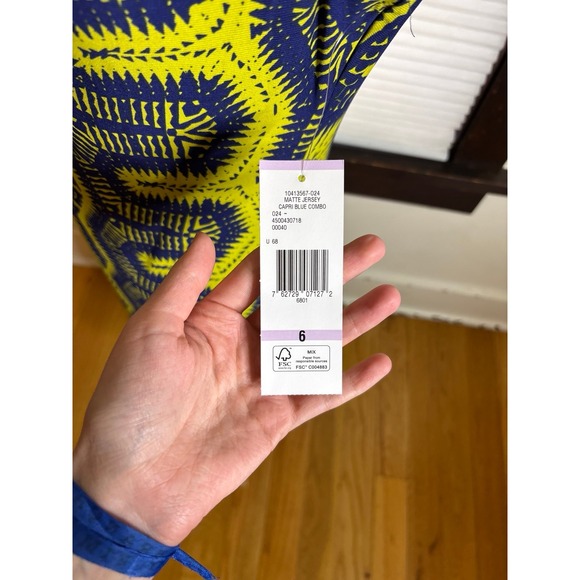 10413567-024
MATTE JERSEY
CAPRI BLUE COMBO
024 -
4500430718
00040
U 68
7 62729 07127 2
6801
6
FSC
MIX
Paper from
responsible sources
FSC® C004863